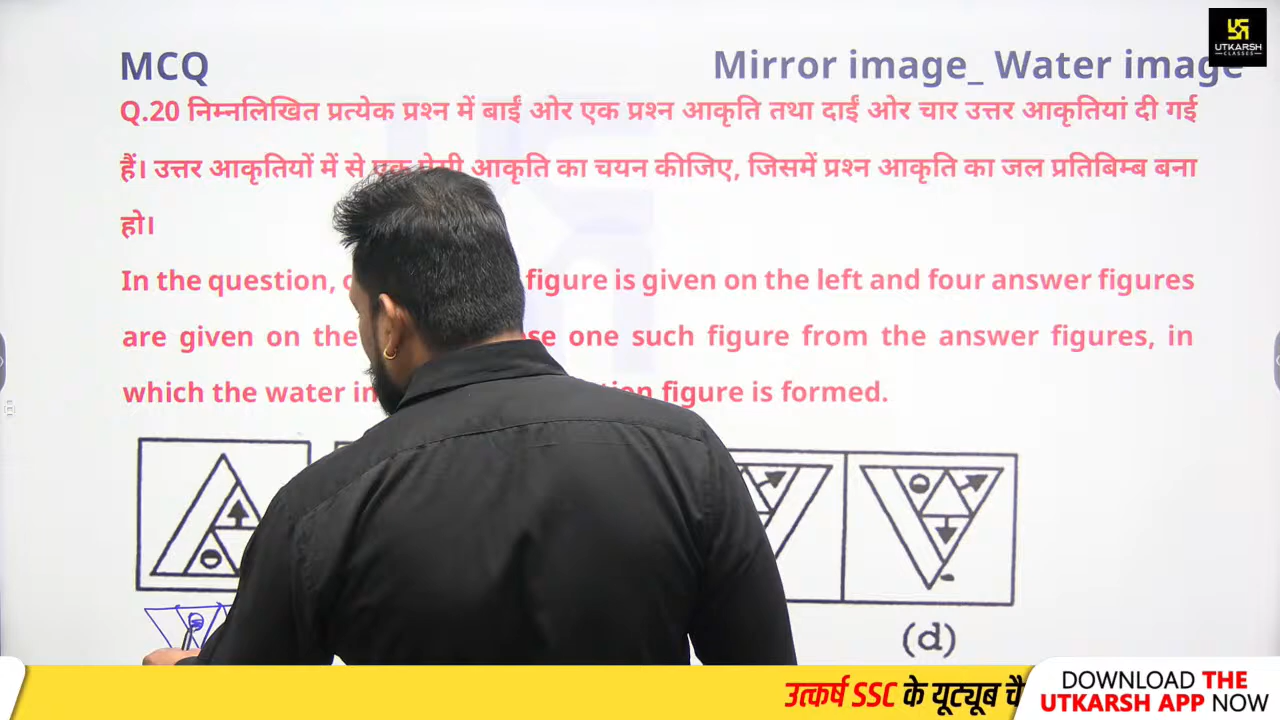 UTKARSH
CLASSES
MCQ
Mirror image_ Water image
Q.20 निम्नलिखित प्रत्येक प्रश्न में बाईं ओर एक प्रश्न आकृति तथा दाईं ओर चार उत्तर आकृतियां दी गई
हैं। उत्तर आकृतियों में से आकृति का चयन कीजिए, जिसमें प्रश्न आकृति का जल प्रतिबिम्ब बना
हो।
In the question, figure is given on the left and four answer figures
are given on the one such figure from the answer figures, in
which the water figure is formed.
(d)
उत्कर्ष SSC के यूट्यूब
DOWNLOAD THE
UTKARSH APP NOW